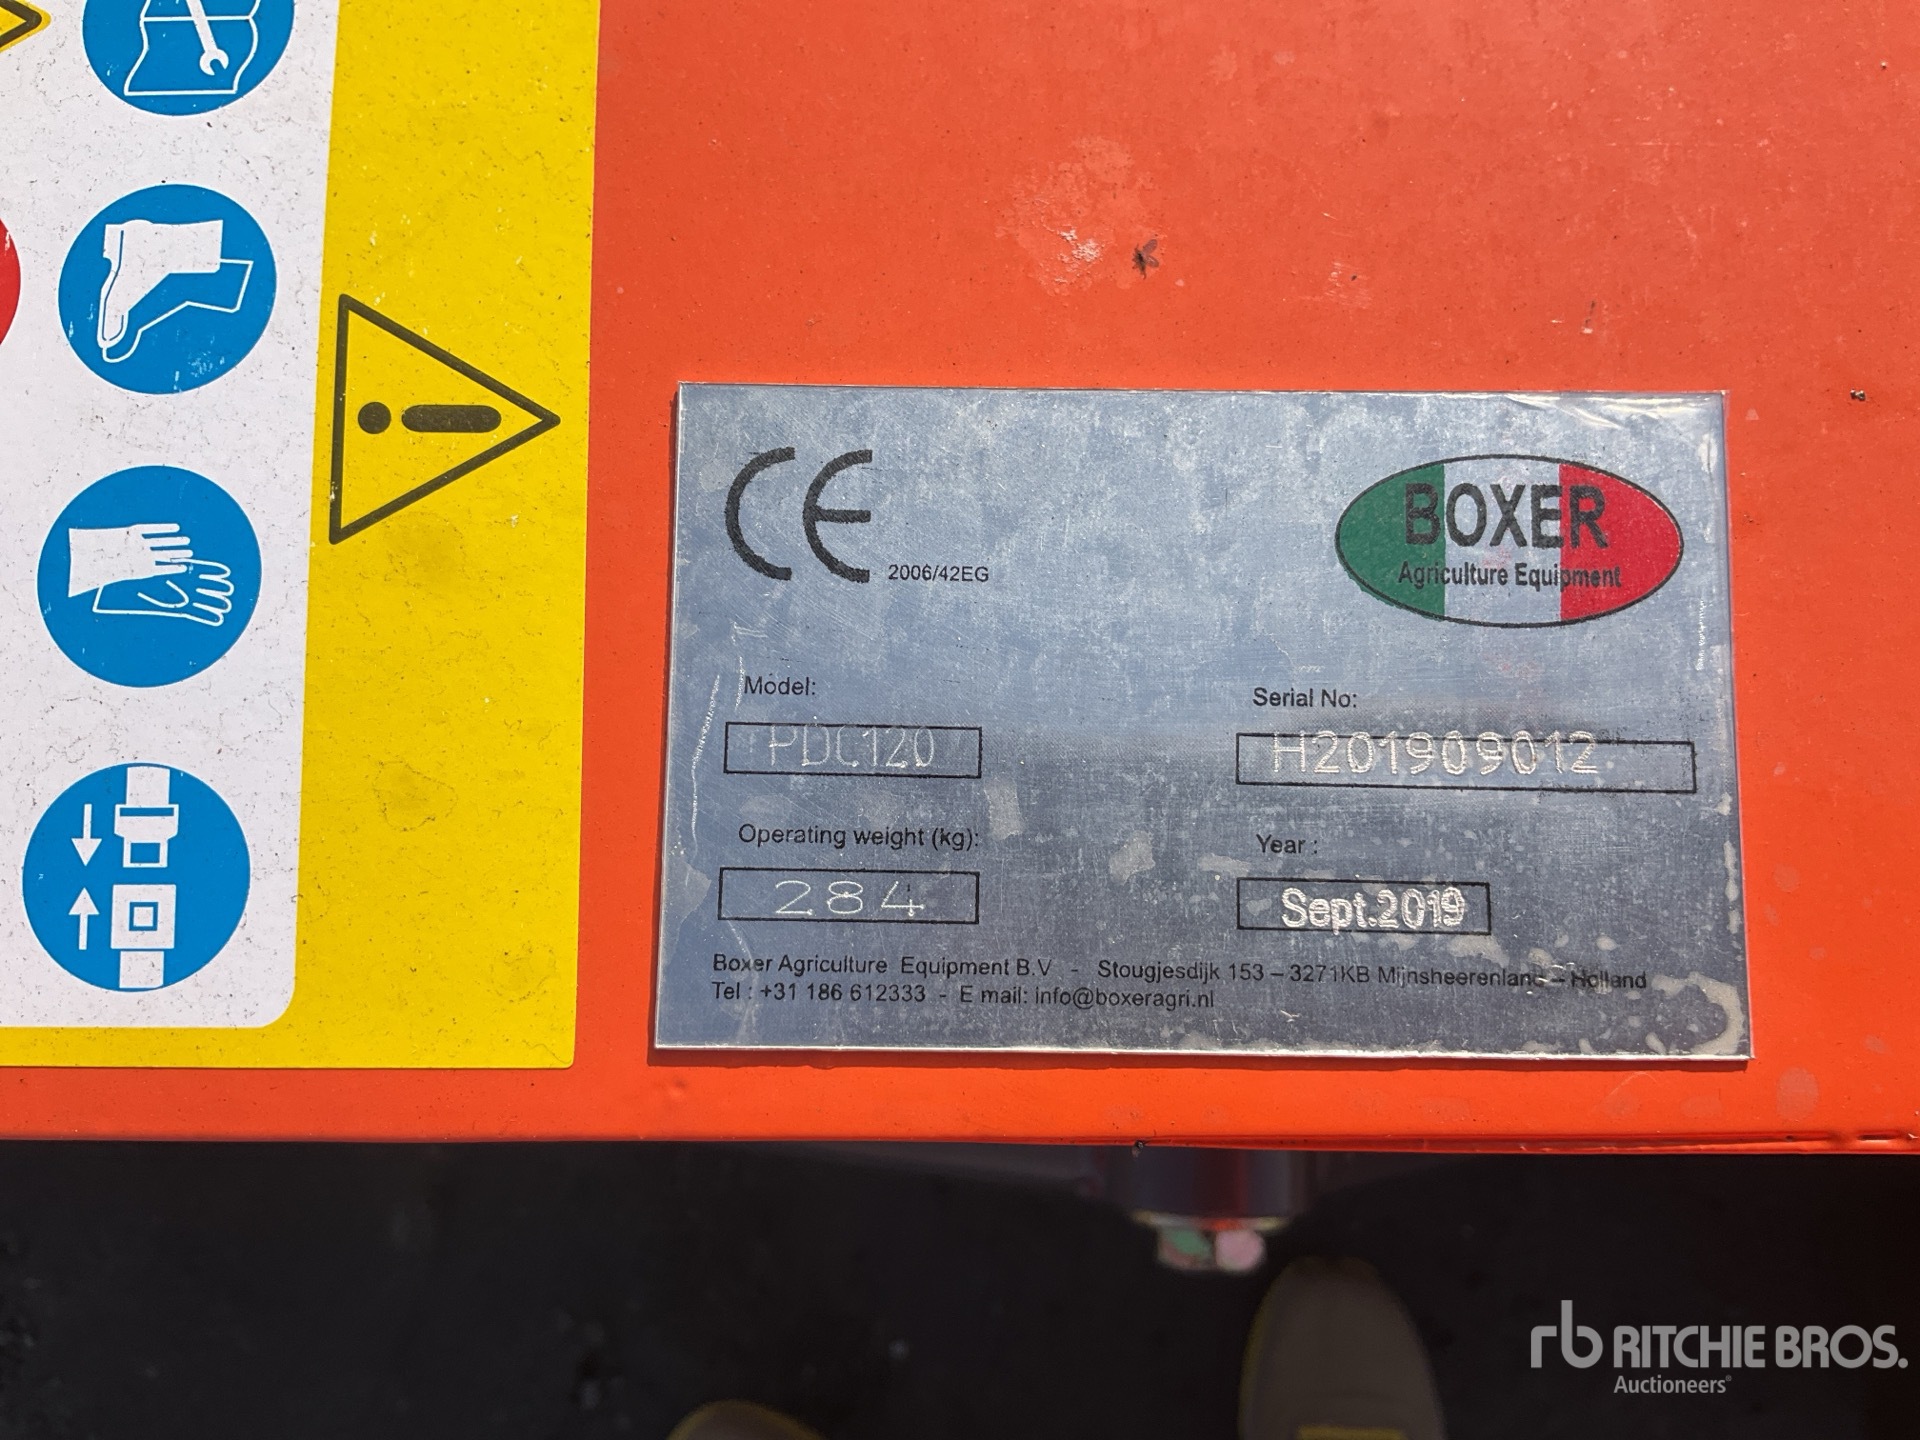 CE 2006/42EG
BOXER
Agriculture Equipment
Model:
PDC120
Serial No:
H201909012
Operating weight (kg):
284
Year :
Sept.2019
Boxer Agriculture Equipment B.V - Stougjesdijk 153 – 3271KB Mijnsheerenland – Holland
Tel : +31 186 612333 - E mail: info@boxeragri.nl
rb RITCHIE BROS.
Auctioneers®